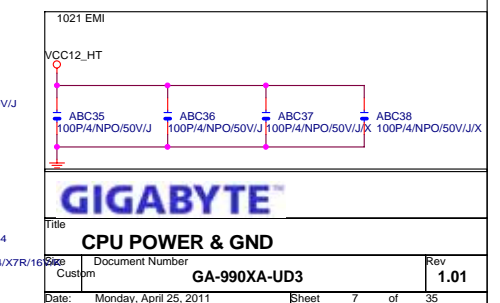 1021 EMI
VCC12_HT
V/J
ABC35 ABC36 ABC37 ABC38
100P/4/NPO/50V/J 100P/4/NPO/50V/J 100P/4/NPO/50V/J/X 100P/4/NPO/50V/J/X
GIGABYTE™
Title
4
CPU POWER & GND
Size Document Number Rev
Custom GA-990XA-UD3 1.01
Date: Monday, April 25, 2011 Sheet 7 of 35